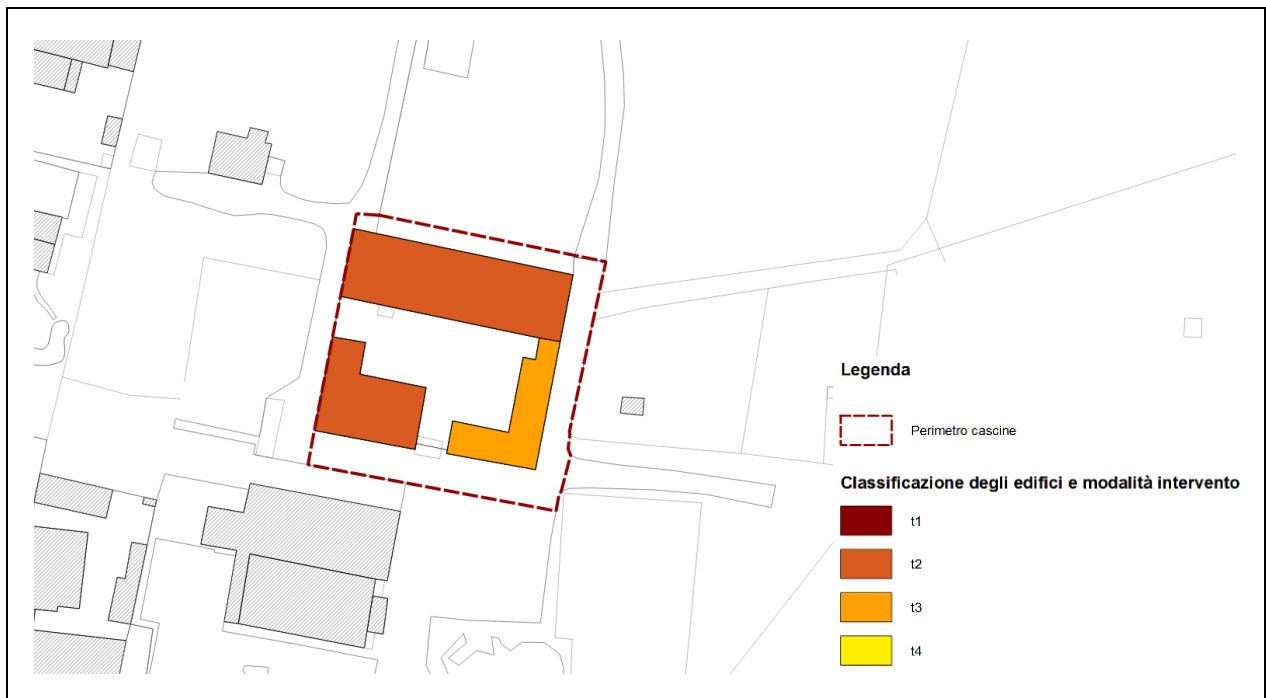 Legenda
Perimetro cascine
Classificazione degli edifici e modalità intervento
t1
t2
t3
t4